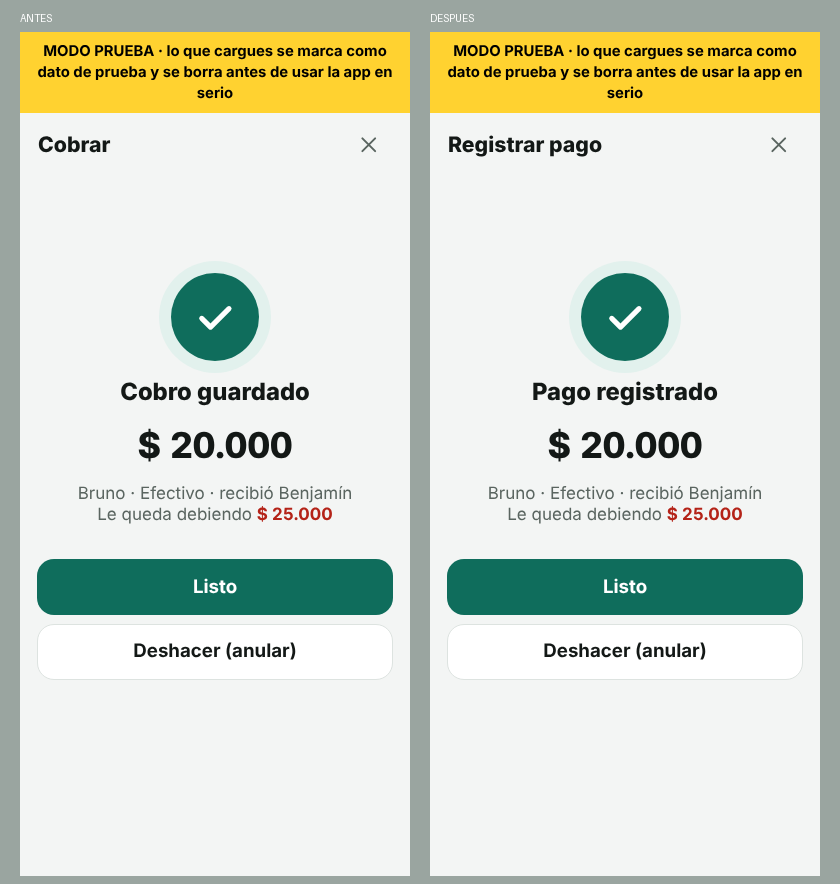 ANTES
MODO PRUEBA · lo que cargues se marca como
dato de prueba y se borra antes de usar la app en
serio
Cobrar
Cobro guardado
$ 20.000
Bruno · Efectivo · recibió Benjamín
Le queda debiendo $ 25.000
Listo
Deshacer (anular)
DESPUES
MODO PRUEBA · lo que cargues se marca como
dato de prueba y se borra antes de usar la app en
serio
Registrar pago
Pago registrado
$ 20.000
Bruno · Efectivo · recibió Benjamín
Le queda debiendo $ 25.000
Listo
Deshacer (anular)